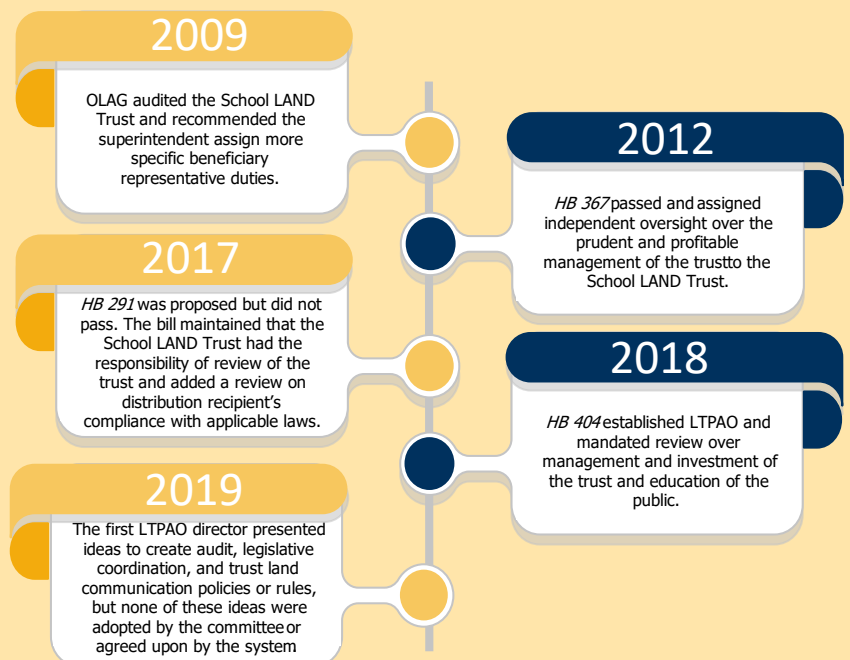 2009
OLAG audited the School LAND
Trust and recommended the
superintendent assign more
specific beneficiary
representative duties.
2012
HB 367 passed and assigned
independent oversight over the
prudent and profitable
management of the trustto the
School LAND Trust.
2017
HB 291 was proposed but did not
pass. The bill maintained that the
School LAND Trust had the
responsibility of review of the
trust and added a review on
distribution recipient's
compliance with applicable laws.
2018
HB 404 established LTPAO and
mandated review over
management and investment of
the trust and education of the
public.
2019
The first LTPAO director presented
ideas to create audit, legislative
coordination, and trust land
communication policies or rules,
but none of these ideas were
adopted by the committee or
agreed upon by the system